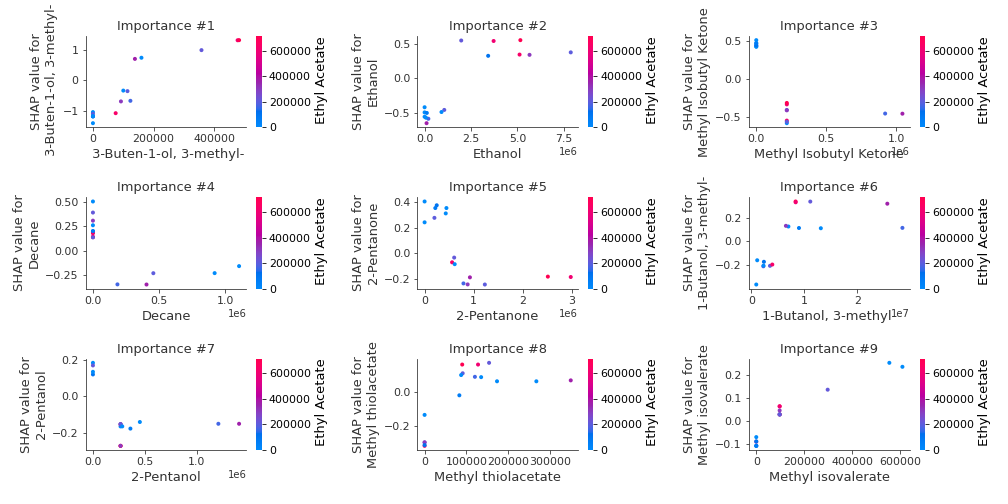 Importance #1
SHAP value for
3-Buten-1-ol, 3-methyl-
1
0
−1
0
200000
400000
3-Buten-1-ol, 3-methyl-
600000
400000
200000
0
Ethyl Acetate
Importance #2
SHAP value for
Ethanol
0.5
0.0
−0.5
0.0
2.5
5.0
7.5
1e6
Ethanol
600000
400000
200000
0
Ethyl Acetate
Importance #3
SHAP value for
Methyl Isobutyl Ketone
0.5
0.0
−0.5
0.0
0.5
1.0
1e6
Methyl Isobutyl Ketone
600000
400000
200000
0
Ethyl Acetate
Importance #4
SHAP value for
Decane
0.50
0.25
0.00
−0.25
0.0
0.5
1.0
1e6
Decane
600000
400000
200000
0
Ethyl Acetate
Importance #5
SHAP value for
2-Pentanone
0.4
0.2
0.0
−0.2
0
1
2
3
1e6
2-Pentanone
600000
400000
200000
0
Ethyl Acetate
Importance #6
SHAP value for
1-Butanol, 3-methyl-
0.2
0.0
−0.2
0
1
2
1e7
1-Butanol, 3-methyl-
600000
400000
200000
0
Ethyl Acetate
Importance #7
SHAP value for
2-Pentanol
0.2
0.0
−0.2
0.0
0.5
1.0
1e6
2-Pentanol
600000
400000
200000
0
Ethyl Acetate
Importance #8
SHAP value for
Methyl thiolacetate
0.0
−0.2
0
1000000
2000000
3000000
Methyl thiolacetate
600000
400000
200000
0
Ethyl Acetate
Importance #9
SHAP value for
Methyl isovalerate
0.2
0.1
0.0
−0.1
0
200000
400000
600000
Methyl isovalerate
600000
400000
200000
0
Ethyl Acetate